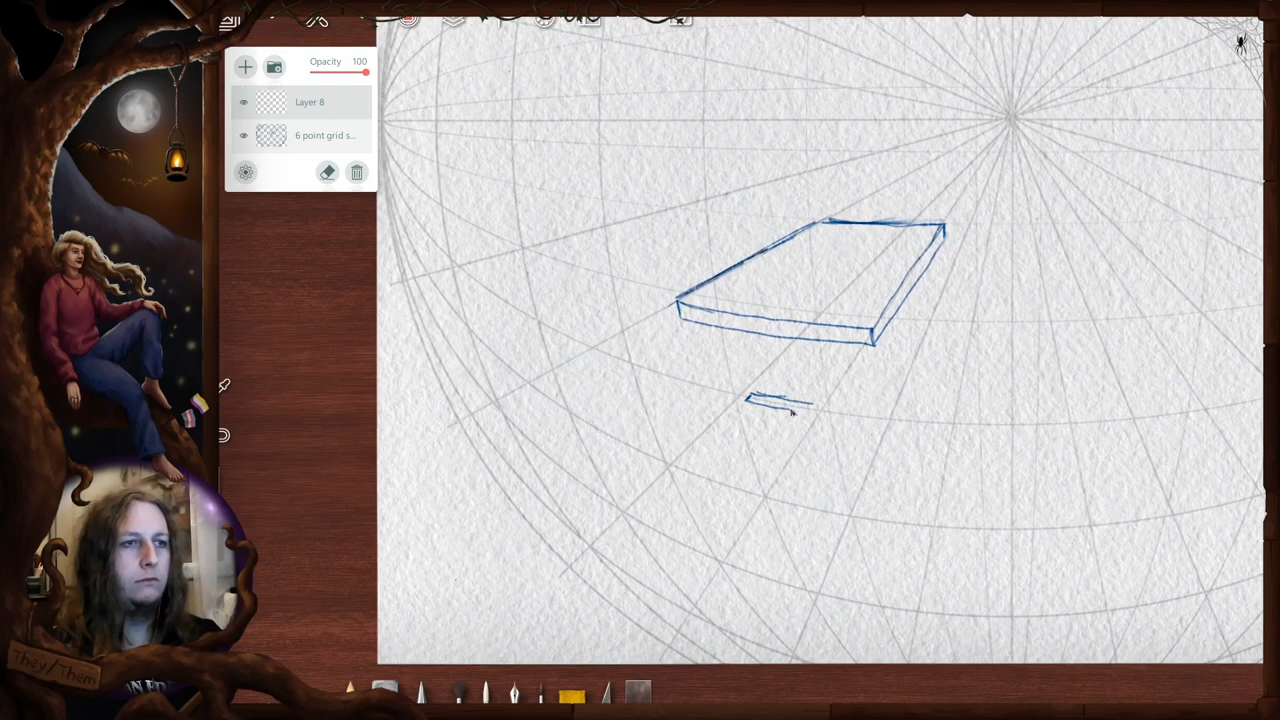 Opacity 100
Layer 8
6 point grid s...
They/Them